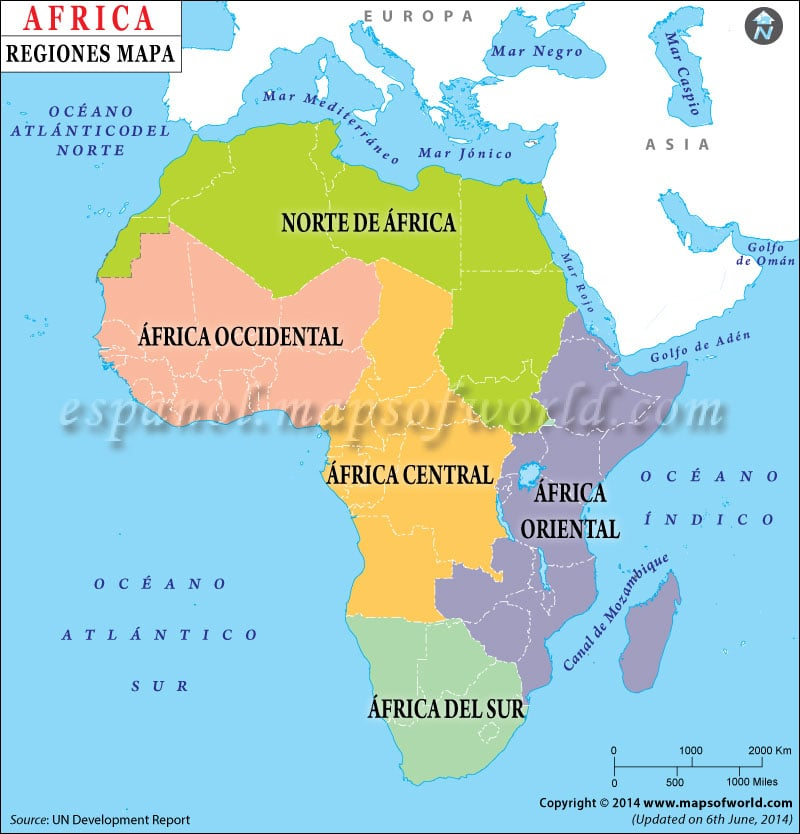 AFRICA
REGIONES MAPA
EUROPA
N
Mar Negro
Mar Caspio
OCÉANO
ATLÁNTICODEL
NORTE
Mar Mediterráneo
Mar Jónico
ASIA
NORTE DE ÁFRICA
Golfo
de Omán
Mar Rojo
ÁFRICA OCCIDENTAL
Golfo de Adén
espanol.mapsofworld.com
ÁFRICA CENTRAL
ÁFRICA
ORIENTAL
OCÉANO
ÍNDICO
OCÉANO
ATLÁNTICO
SUR
Canal de Mozambique
ÁFRICA DEL SUR
0 1000 2000 Km
0 500 1000 Miles
Copyright © 2014 www.mapsofworld.com
Source: UN Development Report
(Updated on 6th June, 2014)